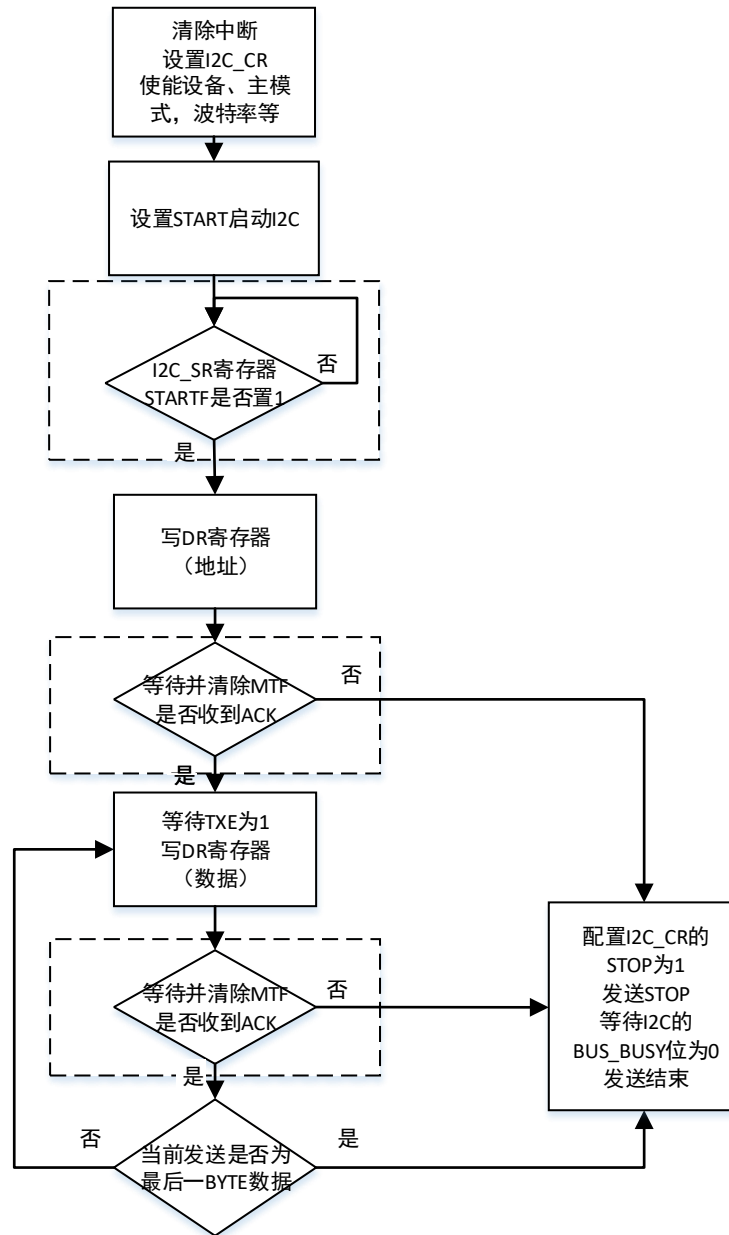 清除中断
设置I2C_CR
使能设备、主模
式，波特率等
设置START启动I2C
I2C_SR寄存器
STARTF是否置1
否
是
写DR寄存器
（地址）
等待并清除MTF
是否收到ACK
否
是
等待TXE为1
写DR寄存器
（数据）
等待并清除MTF
是否收到ACK
否
是
当前发送是否为
最后一BYTE数据
否
是
配置I2C_CR的
STOP为1
发送STOP
等待I2C的
BUS_BUSY位为0
发送结束